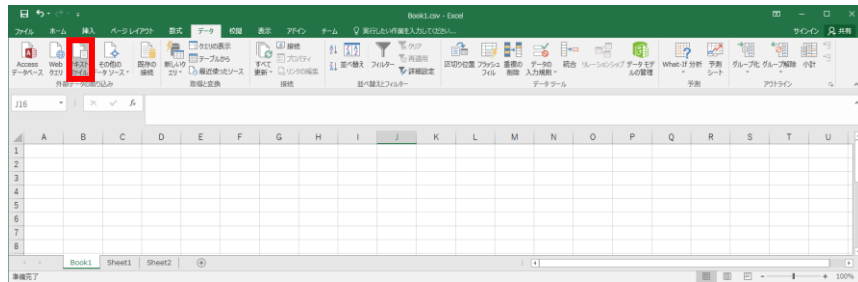 Book1.csv - Excel
サインイン 共有
ファイル ホーム 挿入 ページ レイアウト 数式 データ 校閲 表示 アドイン チーム 実行したい作業を入力してください...
Access データベース
Web クエリ
テキスト ファイル
その他の データ ソース
既存の 接続
外部データの取り込み
新しいクエリ
クエリの表示
テーブルから
最近使ったソース
取得と変換
すべて 更新
接続
プロパティ
リンクの編集
接続
並べ替え
フィルター
クリア
再適用
詳細設定
並べ替えとフィルター
区切り位置
フラッシュ フィル
重複の 削除
データの 入力規則
統合
リレーションシップ
データ モデルの管理
データ ツール
What-If 分析
予測 シート
予測
グループ化
グループ解除
小計
アウトライン
J16
fx
A B C D E F G H I J K L M N O P Q R S T U
1
2
3
4
5
6
7
8
Book1 Sheet1 Sheet2
準備完了
100%